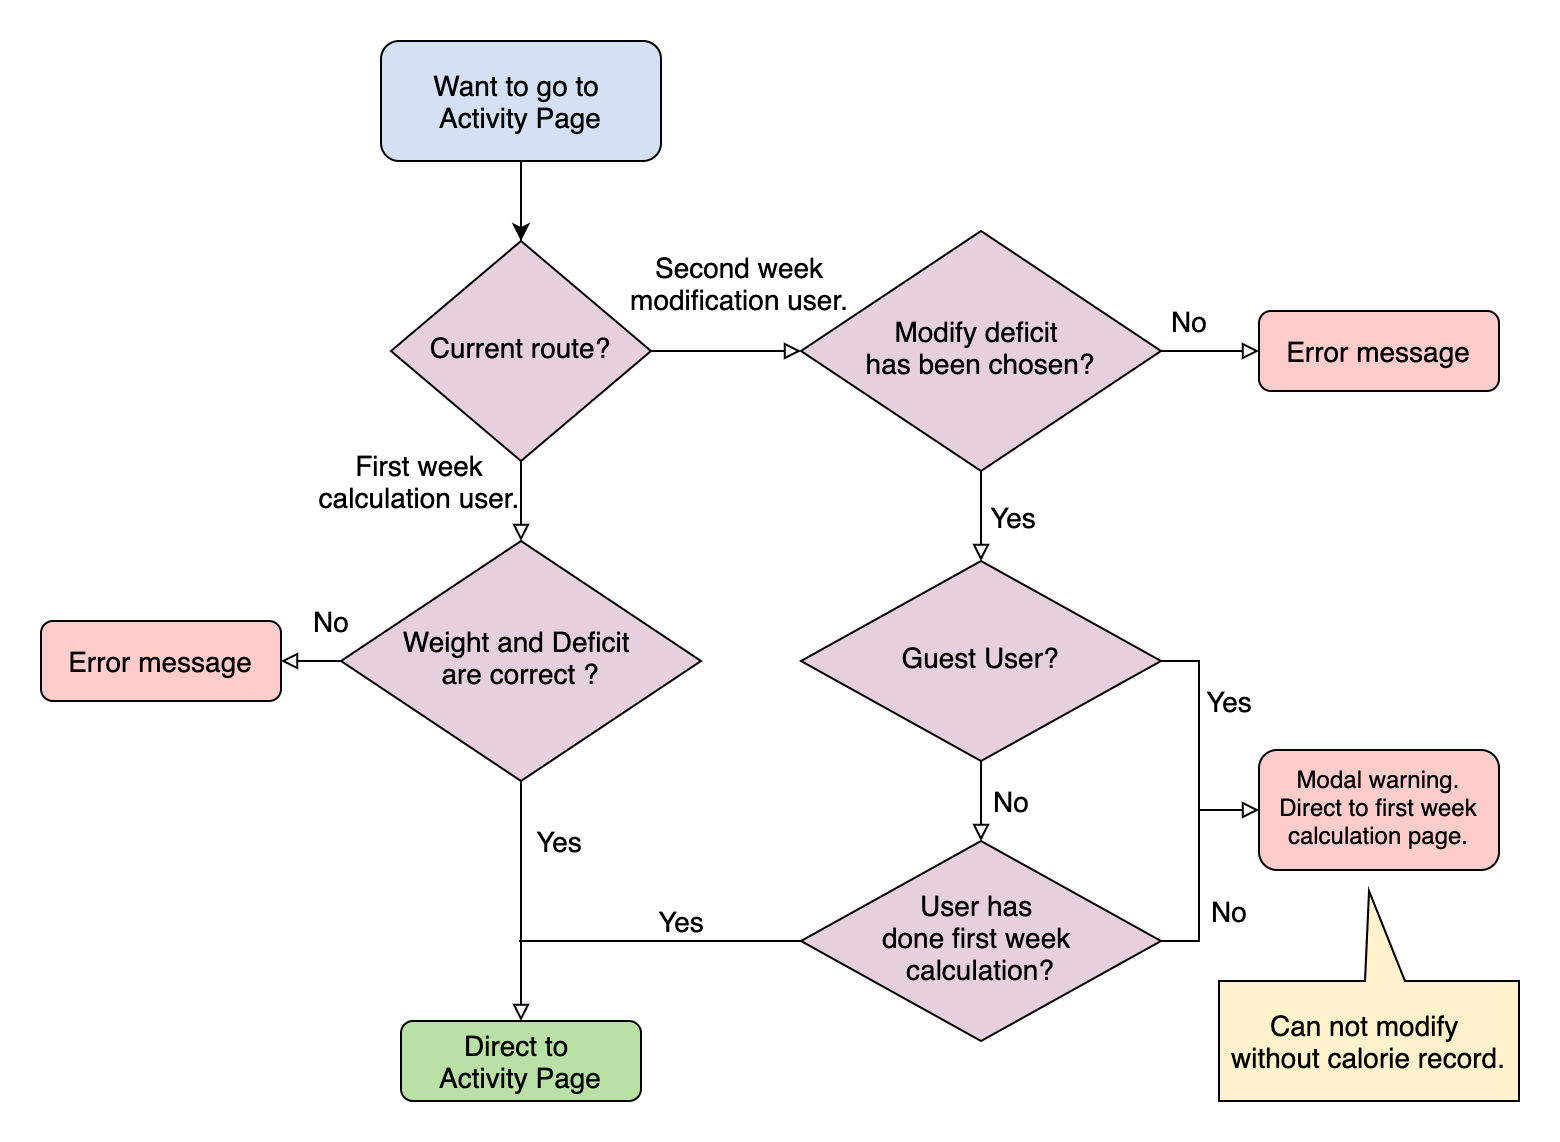 Want to go to
Activity Page
Second week
modification user.
Current route?
Modify deficit
has been chosen?
No
Error message
First week
calculation user.
Yes
No
Weight and Deficit
are correct ?
Error message
Guest User?
Yes
Modal warning.
Direct to first week
calculation page.
No
Yes
Yes
User has
done first week
calculation?
No
Direct to
Activity Page
Can not modify
without calorie record.